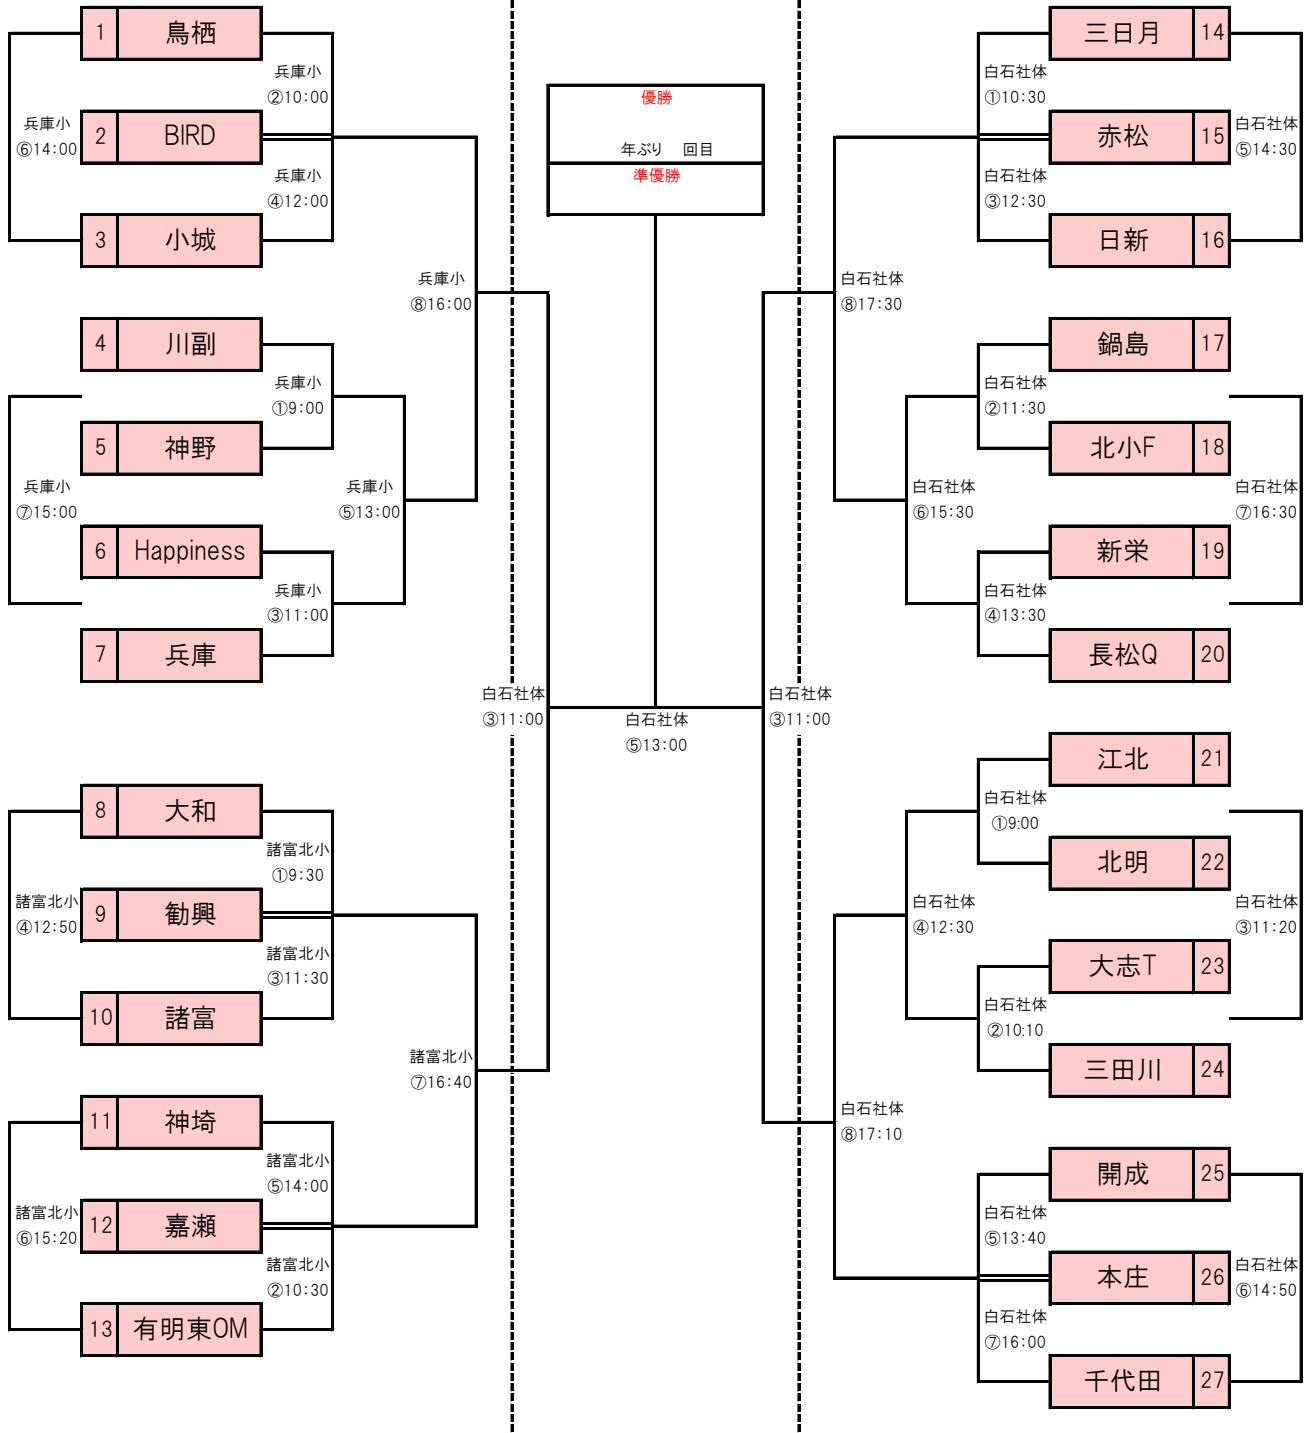 1 鳥栖
兵庫小
②10:00
兵庫小
⑥14:00
2 BIRD
兵庫小
④12:00
3 小城
兵庫小
⑧16:00
4 川副
兵庫小
①9:00
5 神野
兵庫小
⑦15:00
兵庫小
⑤13:00
6 Happiness
兵庫小
③11:00
7 兵庫
白石社体
③11:00
8 大和
諸富北小
①9:30
諸富北小
④12:50
9 勧興
諸富北小
③11:30
10 諸富
諸富北小
⑦16:40
11 神埼
諸富北小
⑤14:00
諸富北小
⑥15:20
12 嘉瀬
諸富北小
②10:30
13 有明東OM
優勝
年ぶり 回目
準優勝
白石社体
⑤13:00
三日月 14
白石社体
①10:30
赤松 15
白石社体
⑤14:30
白石社体
③12:30
日新 16
白石社体
⑧17:30
鍋島 17
白石社体
②11:30
北小F 18
白石社体
⑥15:30
白石社体
⑦16:30
新栄 19
白石社体
④13:30
長松Q 20
白石社体
③11:00
江北 21
白石社体
①9:00
北明 22
白石社体
④12:30
白石社体
③11:20
大志T 23
白石社体
②10:10
三田川 24
白石社体
⑧17:10
開成 25
白石社体
⑤13:40
本庄 26
白石社体
⑥14:50
白石社体
⑦16:00
千代田 27